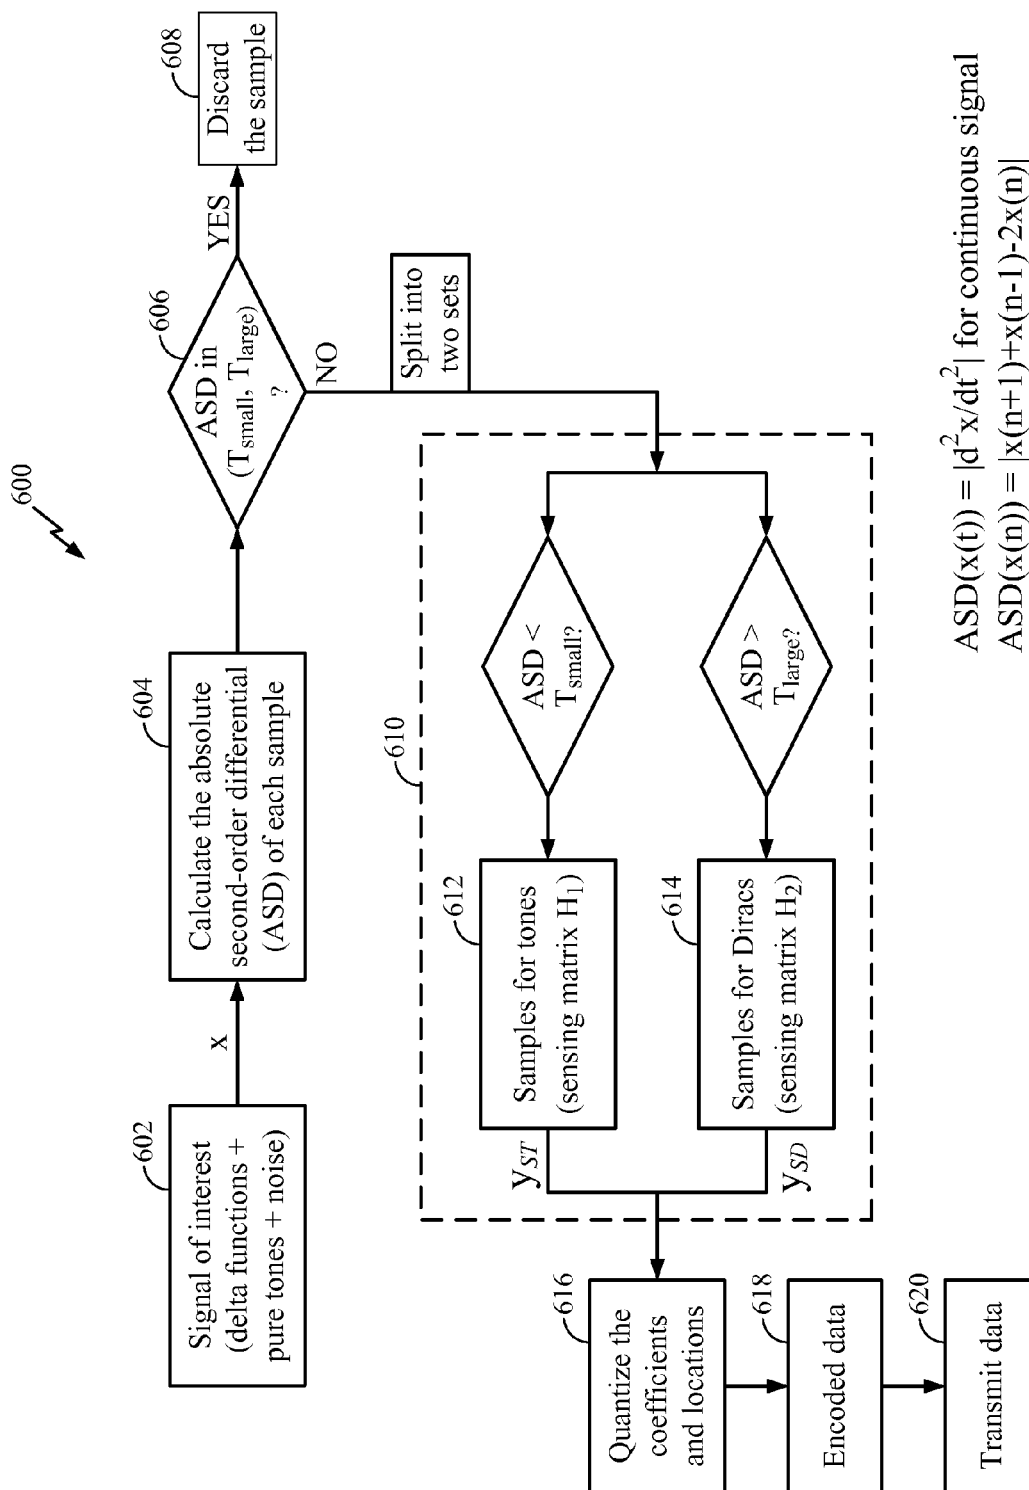 600
602
Signal of interest
(delta functions +
pure tones + noise)
x
604
Calculate the absolute
second-order differential
(ASD) of each sample
606
ASD in
(T_small, T_large)
?
YES
608
Discard
the sample
NO
Split into
two sets
610
ASD <
T_small?
612
Samples for tones
(sensing matrix H_1)
y_ST
ASD >
T_large?
614
Samples for Diracs
(sensing matrix H_2)
y_SD
616
Quantize the
coefficients
and locations
618
Encoded data
620
Transmit data
ASD(x(t)) = |d^2x/dt^2| for continuous signal
ASD(x(n)) = |x(n+1)+x(n-1)-2x(n)|